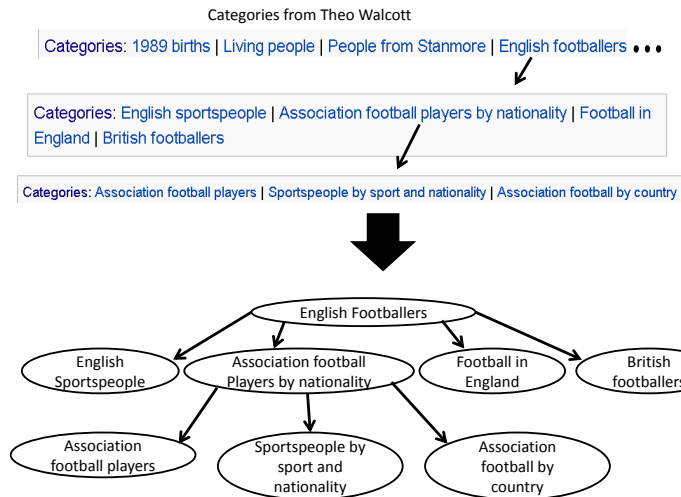 Categories from Theo Walcott
Categories: 1989 births | Living people | People from Stanmore | English footballers •••
Categories: English sportspeople | Association football players by nationality | Football in
England | British footballers
Categories: Association football players | Sportspeople by sport and nationality | Association football by country
English Footballers
English
Sportspeople
Association football
Players by nationality
Football in
England
British
footballers
Association
football players
Sportspeople by
sport and
nationality
Association
football by
country